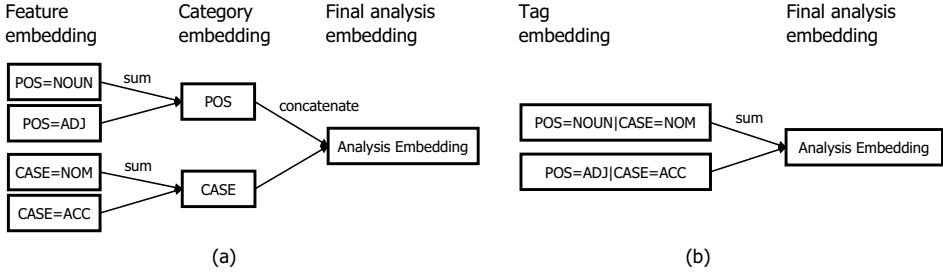 Feature
embedding
Category
embedding
Final analysis
embedding
POS=NOUN
sum
POS=ADJ
POS
concatenate
Analysis Embedding
CASE=NOM
sum
CASE=ACC
CASE
(a)
Tag
embedding
Final analysis
embedding
POS=NOUN|CASE=NOM
sum
POS=ADJ|CASE=ACC
Analysis Embedding
(b)